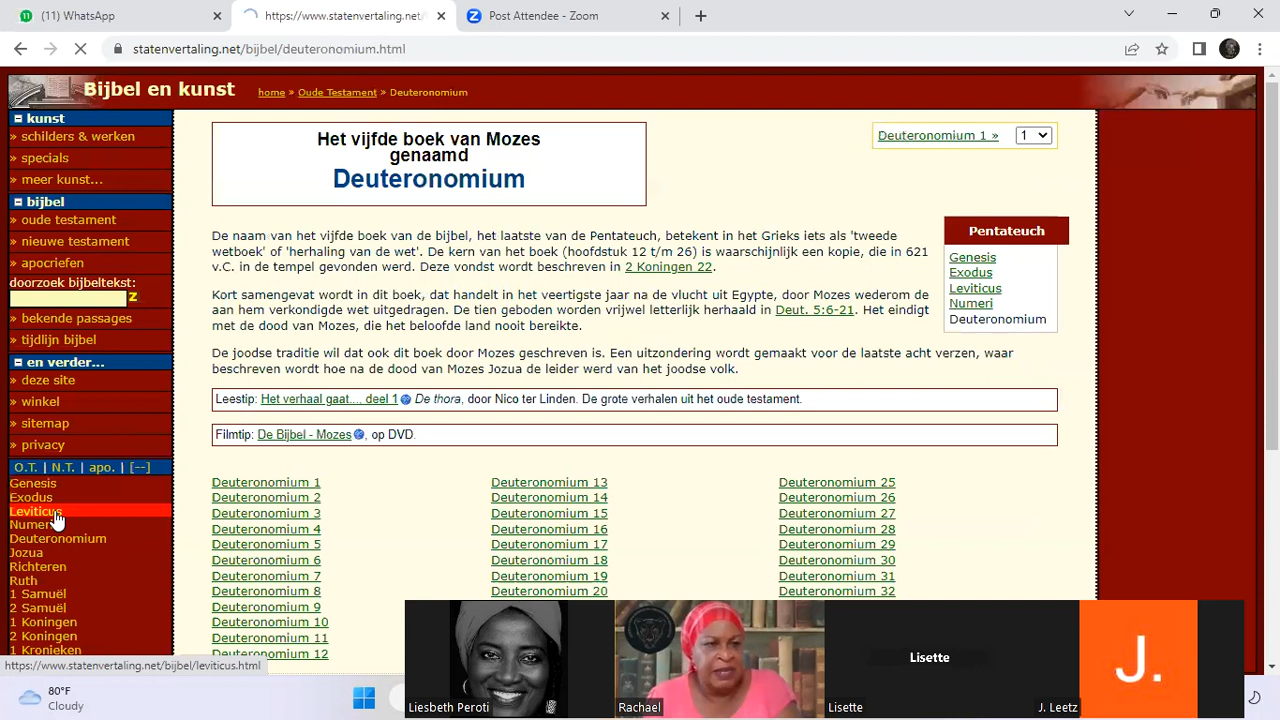 (11) WhatsApp
https://www.statenvertaling.net/
Post Attendee - Zoom
statenvertaling.net/bijbel/deuteronomium.html
Bijbel en kunst
home » Oude Testament » Deuteronomium
kunst
» schilders & werken
» specials
» meer kunst...
bijbel
» oude testament
» nieuwe testament
» apocriefen
doorzoek bijbeltekst:
z
» bekende passages
» tijdlijn bijbel
en verder...
» deze site
» winkel
» sitemap
» privacy
O.T. | N.T. | apo. | [--]
Genesis
Exodus
Leviticus
Numeri
Deuteronomium
Jozua
Richteren
Ruth
1 Samuël
2 Samuël
1 Koningen
2 Koningen
1 Kronieken
https://www.statenvertaling.net/bijbel/leviticus.html
Het vijfde boek van Mozes
genaamd
Deuteronomium
Deuteronomium 1 » 1
De naam van het vijfde boek van de bijbel, het laatste van de Pentateuch, betekent in het Grieks iets als 'tweede
wetboek' of 'herhaling van de wet'. De kern van het boek (hoofdstuk 12 t/m 26) is waarschijnlijk een kopie, die in 621
v.C. in de tempel gevonden werd. Deze vondst wordt beschreven in 2 Koningen 22.
Kort samengevat wordt in dit boek, dat handelt in het veertigste jaar na de vlucht uit Egypte, door Mozes wederom de
aan hem verkondigde wet uitgedragen. De tien geboden worden vrijwel letterlijk herhaald in Deut. 5:6-21. Het eindigt
met de dood van Mozes, die het beloofde land nooit bereikte.
De joodse traditie wil dat ook dit boek door Mozes geschreven is. Een uitzondering wordt gemaakt voor de laatste acht verzen, waar
beschreven wordt hoe na de dood van Mozes Jozua de leider werd van het joodse volk.
Pentateuch
Genesis
Exodus
Leviticus
Numeri
Deuteronomium
Leestip: Het verhaal gaat.... deel 1 De thora, door Nico ter Linden. De grote verhalen uit het oude testament.
Filmtip: De Bijbel - Mozes, op DVD.
Deuteronomium 1
Deuteronomium 2
Deuteronomium 3
Deuteronomium 4
Deuteronomium 5
Deuteronomium 6
Deuteronomium 7
Deuteronomium 8
Deuteronomium 9
Deuteronomium 10
Deuteronomium 11
Deuteronomium 12
Deuteronomium 13
Deuteronomium 14
Deuteronomium 15
Deuteronomium 16
Deuteronomium 17
Deuteronomium 18
Deuteronomium 19
Deuteronomium 20
Deuteronomium 25
Deuteronomium 26
Deuteronomium 27
Deuteronomium 28
Deuteronomium 29
Deuteronomium 30
Deuteronomium 31
Deuteronomium 32
Lisette
J.
Liesbeth Peroti
Rachael
Lisette
J. Leetz
80°F
Cloudy